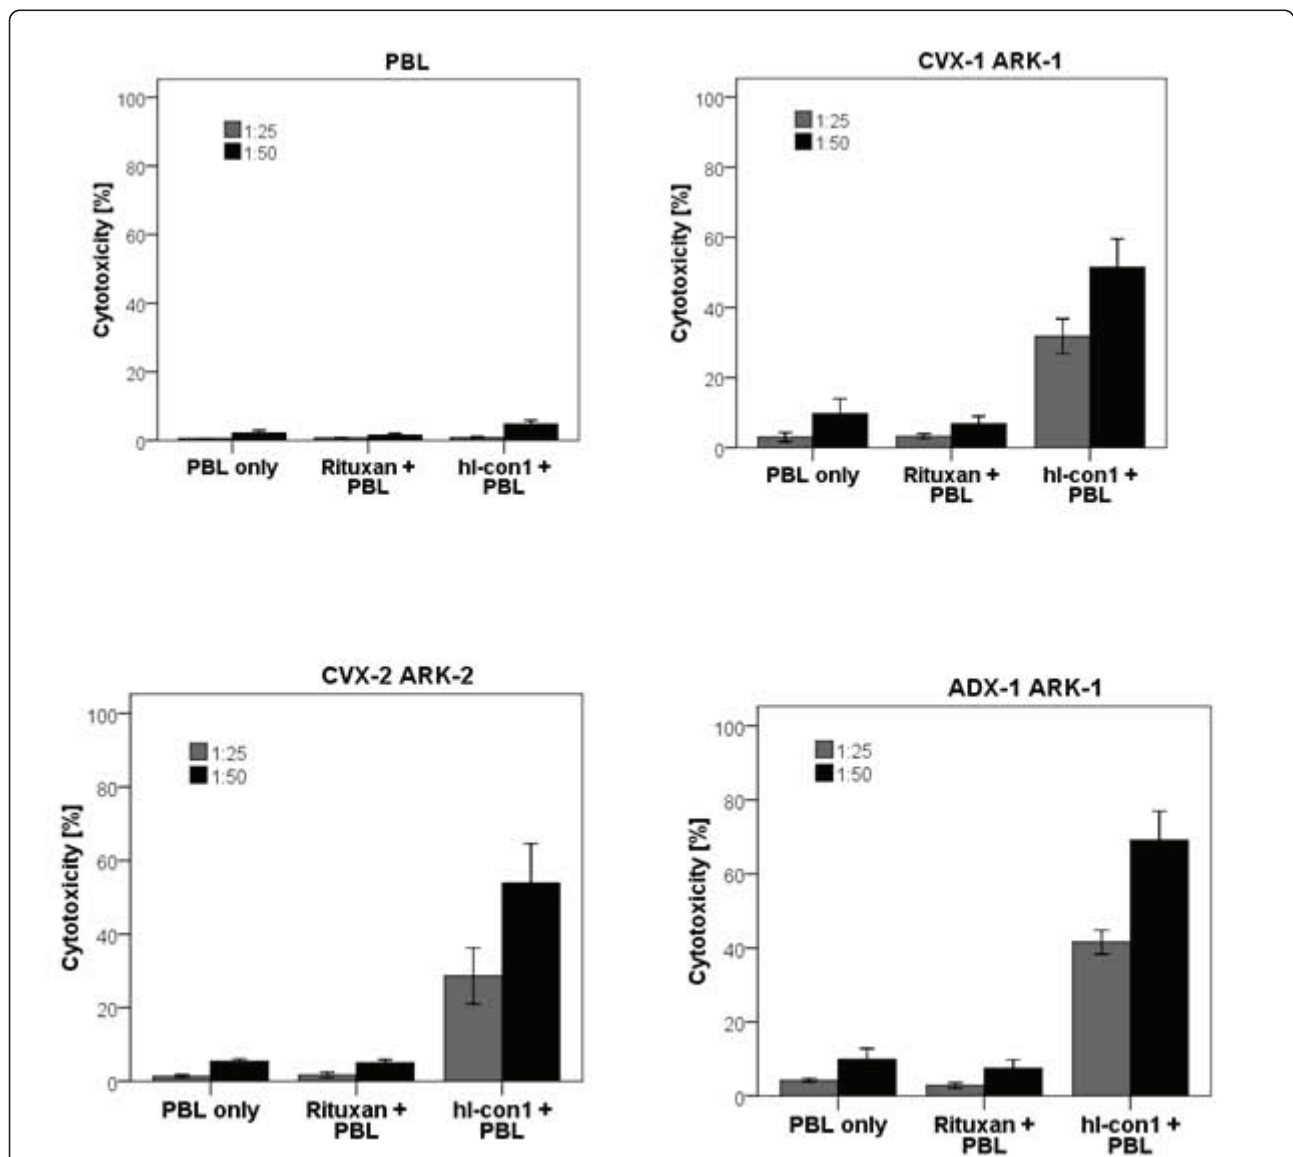 PBL
Cytotoxicity [%]
100
80
60
40
20
0
1:25
1:50
PBL only
Rituxan +
PBL
hI-con1 +
PBL
CVX-1 ARK-1
Cytotoxicity [%]
100
80
60
40
20
0
1:25
1:50
PBL only
Rituxan +
PBL
hI-con1 +
PBL
CVX-2 ARK-2
Cytotoxicity [%]
100
80
60
40
20
0
1:25
1:50
PBL only
Rituxan +
PBL
hI-con1 +
PBL
ADX-1 ARK-1
Cytotoxicity [%]
100
80
60
40
20
0
1:25
1:50
PBL only
Rituxan +
PBL
hI-con1 +
PBL